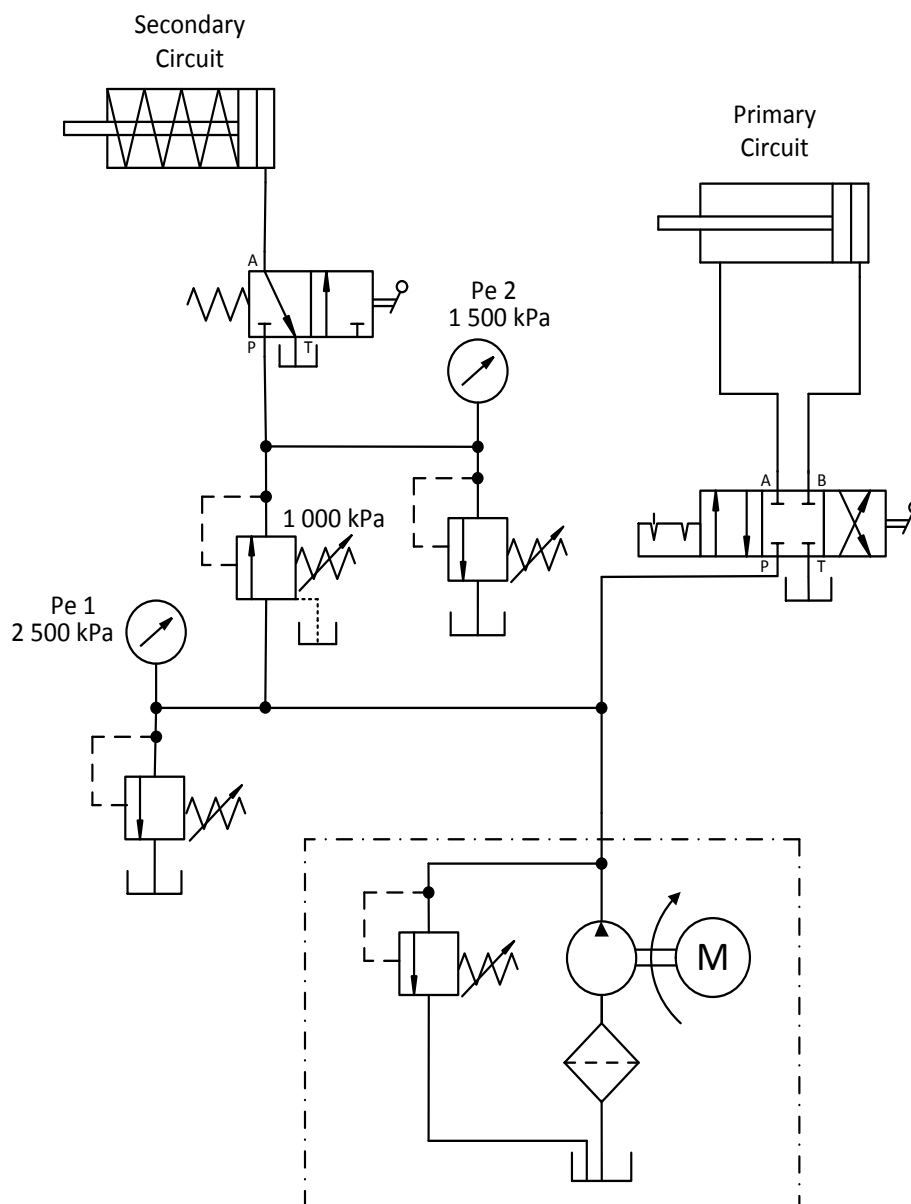 Secondary
Circuit
Primary
Circuit
A
P
T
Pe 2
1 500 kPa
A
B
P
T
1 000 kPa
Pe 1
2 500 kPa
M